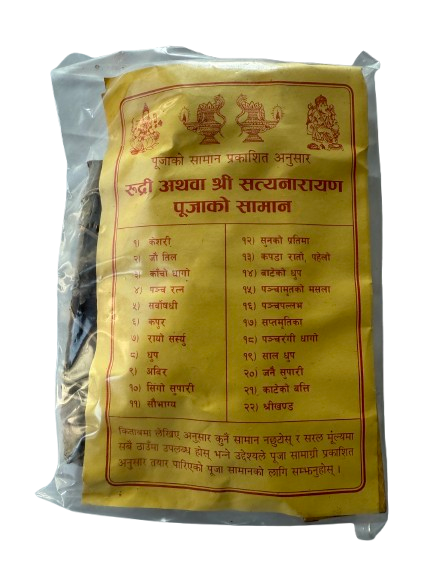 पूजाको सामान प्रकाशित अनुसार
रूद्री अथवा श्री सत्यनारायण
पूजाको सामान
१) केशरी
२) जौ तिल
३) काँचो धागो
४) पञ्च रत्न
५) सर्वोषधी
६) कपुर
७) रायो सर्स्यु
८) धुप
९) अविर
१०) सिंगो सुपारी
११) सौभाग्य
१२) सुनको प्रतिमा
१३) कपडा रातो, पहेलो
१४) बाटेको धुप
१५) पञ्चामृतको मसला
१६) पञ्चपल्लभ
१७) सप्तमृतिका
१८) पञ्चरंगी धागो
१९) साल धुप
२०) जनै सुपारी
२१) काटेको बत्ति
२२) श्रीखण्ड
किताबमा लेखिए अनुसार कुनै सामान नछुटोस् र सरल मूल्यमा
सबै ठाउँमा उपलब्ध होस् भन्ने उद्देश्यले पूजा सामाग्री प्रकाशित
अनुसार तयार पारिएको पूजा सामानको लागि सम्झनुहोस् ।